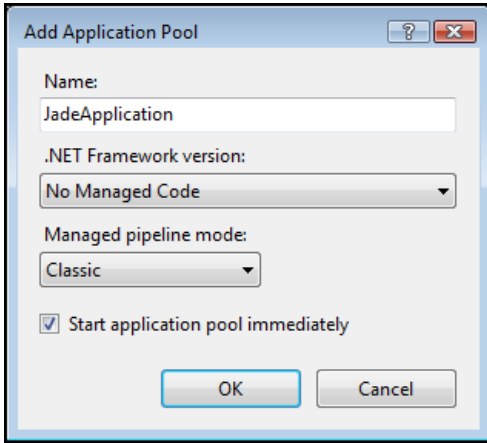 Add Application Pool
Name:
JadeApplication
.NET Framework version:
No Managed Code
Managed pipeline mode:
Classic
Start application pool immediately
OK Cancel